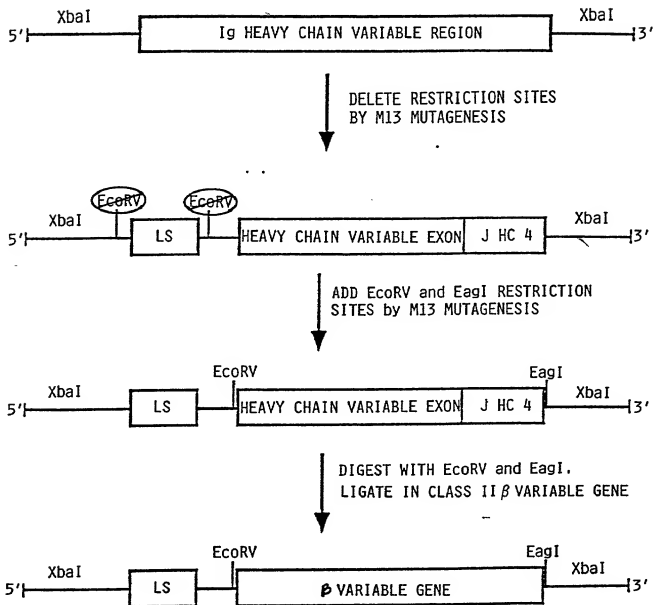 XbaI XbaI
5' Ig HEAVY CHAIN VARIABLE REGION 3'
DELETE RESTRICTION SITES
BY M13 MUTAGENESIS
EcoRV EcoRV
XbaI XbaI
5' LS HEAVY CHAIN VARIABLE EXON J HC 4 3'
ADD EcoRV and EagI RESTRICTION
SITES by M13 MUTAGENESIS
EcoRV EagI
XbaI XbaI
5' LS HEAVY CHAIN VARIABLE EXON J HC 4 3'
DIGEST WITH EcoRV and EagI.
LIGATE IN CLASS II β VARIABLE GENE
EcoRV EagI
XbaI XbaI
5' LS β VARIABLE GENE 3'